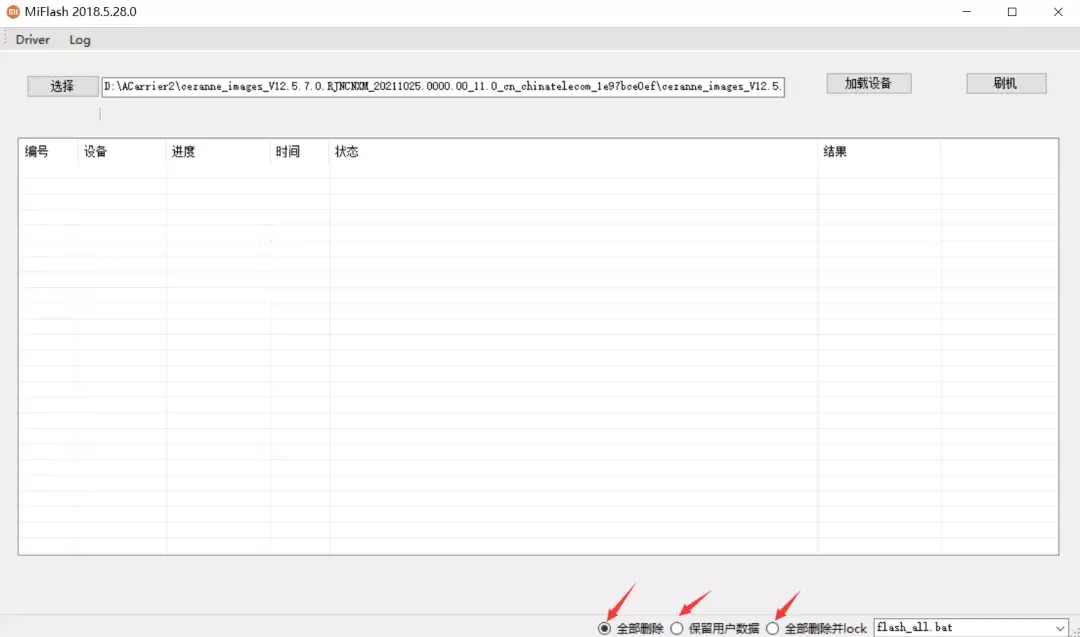 MiFlash 2018.5.28.0
Driver Log
选择 D:\ACarrier2\cezanne_images_V12.5.7.0.RJNCNXM_20211025.0000.00_11.0_cn_chinatelecom_1e97bce0ef\cezanne_images_V12.5. 加载设备 刷机
编号 设备 进度 时间 状态 结果
全部删除 保留用户数据 全部删除并lock flash_all.bat